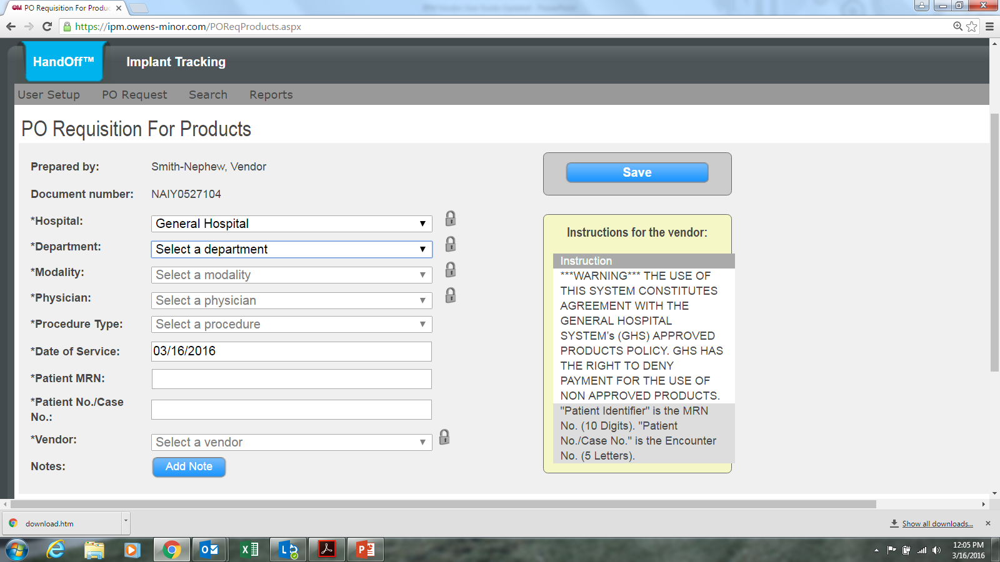 PO Requisition For Produc
https://ipm.owens-minor.com/POReqProducts.aspx
HandOff™
Implant Tracking
User Setup PO Request Search Reports
PO Requisition For Products
Prepared by: Smith-Nephew, Vendor
Document number: NAIY0527104
*Hospital: General Hospital
*Department: Select a department
*Modality: Select a modality
*Physician: Select a physician
*Procedure Type: Select a procedure
*Date of Service: 03/16/2016
*Patient MRN:
*Patient No./Case
No.:
*Vendor: Select a vendor
Notes: Add Note
Save
Instructions for the vendor:
Instruction
***WARNING*** THE USE OF
THIS SYSTEM CONSTITUTES
AGREEMENT WITH THE
GENERAL HOSPITAL
SYSTEM's (GHS) APPROVED
PRODUCTS POLICY. GHS HAS
THE RIGHT TO DENY
PAYMENT FOR THE USE OF
NON APPROVED PRODUCTS.
"Patient Identifier" is the MRN
No. (10 Digits). "Patient
No./Case No." is the Encounter
No. (5 Letters).
download.htm
Show all downloads...
12:05 PM
3/16/2016